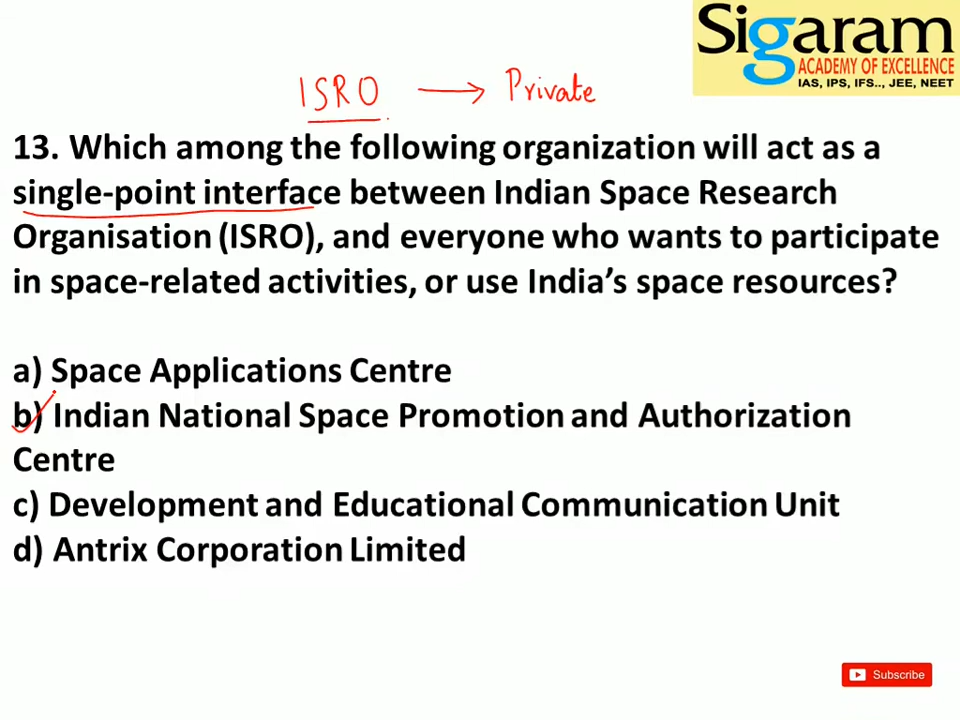 Sigaram
ACADEMY OF EXCELLENCE
IAS, IPS, IFS.., JEE, NEET
ISRO → Private
13. Which among the following organization will act as a
single-point interface between Indian Space Research
Organisation (ISRO), and everyone who wants to participate
in space-related activities, or use India’s space resources?
a) Space Applications Centre
b) Indian National Space Promotion and Authorization
Centre
c) Development and Educational Communication Unit
d) Antrix Corporation Limited
Subscribe